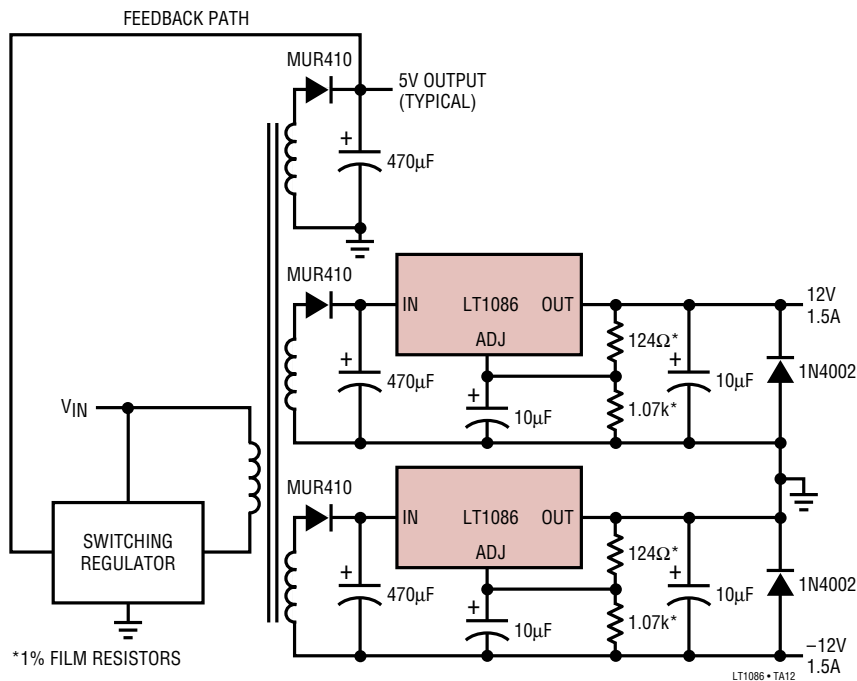 FEEDBACK PATH
MUR410
5V OUTPUT
(TYPICAL)
+
470μF
MUR410
IN
LT1086
OUT
ADJ
12V
1.5A
124Ω*
+
470μF
+
10μF
1.07k*
+
10μF
1N4002
VIN
MUR410
SWITCHING
REGULATOR
IN
LT1086
OUT
ADJ
124Ω*
+
470μF
+
10μF
1.07k*
+
10μF
1N4002
–12V
1.5A
*1% FILM RESISTORS
LT1086 • TA12